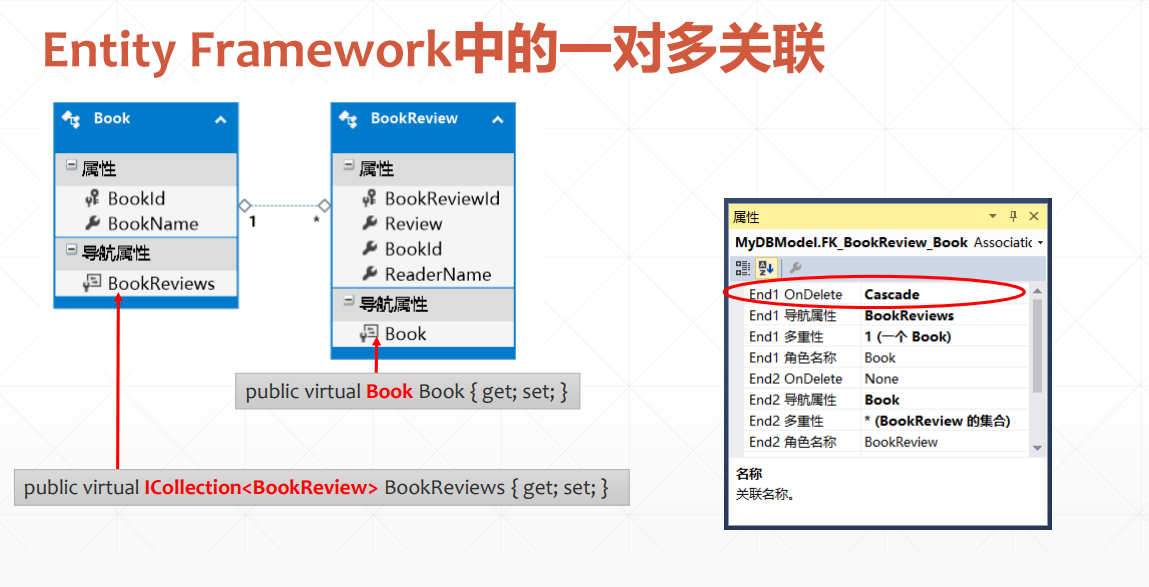 Entity Framework中的一对多关联
Book
属性
BookId
BookName
导航属性
BookReviews
1
*
BookReview
属性
BookReviewId
Review
BookId
ReaderName
导航属性
Book
public virtual Book Book { get; set; }
public virtual ICollection<BookReview> BookReviews { get; set; }
属性
MyDBModel.FK_BookReview_Book Associatic
End1 OnDelete Cascade
End1 导航属性 BookReviews
End1 多重性 1 (一个 Book)
End1 角色名称 Book
End2 OnDelete None
End2 导航属性 Book
End2 多重性 * (BookReview 的集合)
End2 角色名称 BookReview
名称
关联名称。